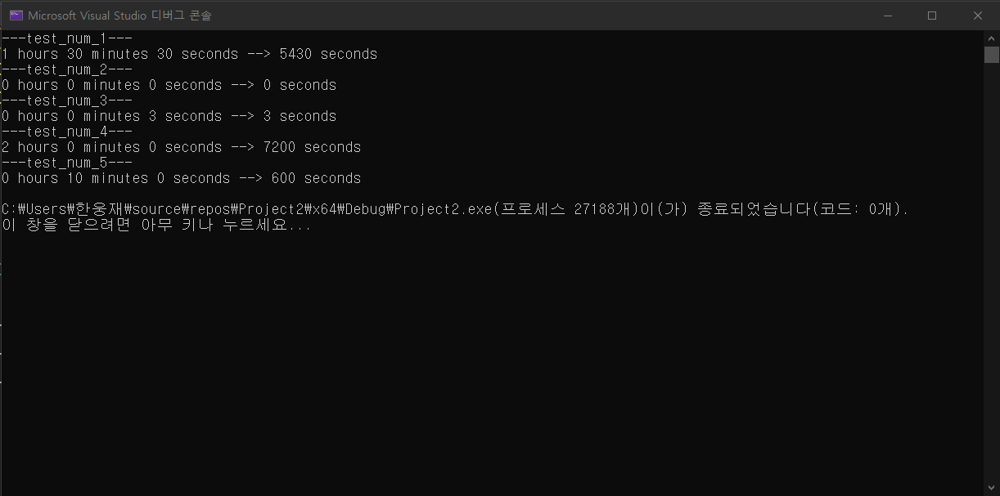 Microsoft Visual Studio 디버그 콘솔
---test_num_1---
1 hours 30 minutes 30 seconds --> 5430 seconds
---test_num_2---
0 hours 0 minutes 0 seconds --> 0 seconds
---test_num_3---
0 hours 0 minutes 3 seconds --> 3 seconds
---test_num_4---
2 hours 0 minutes 0 seconds --> 7200 seconds
---test_num_5---
0 hours 10 minutes 0 seconds --> 600 seconds
C:₩Users₩한웅재₩source₩repos₩Project2₩x64₩Debug₩Project2.exe(프로세스 27188개)이(가) 종료되었습니다(코드: 0개).
이 창을 닫으려면 아무 키나 누르세요...